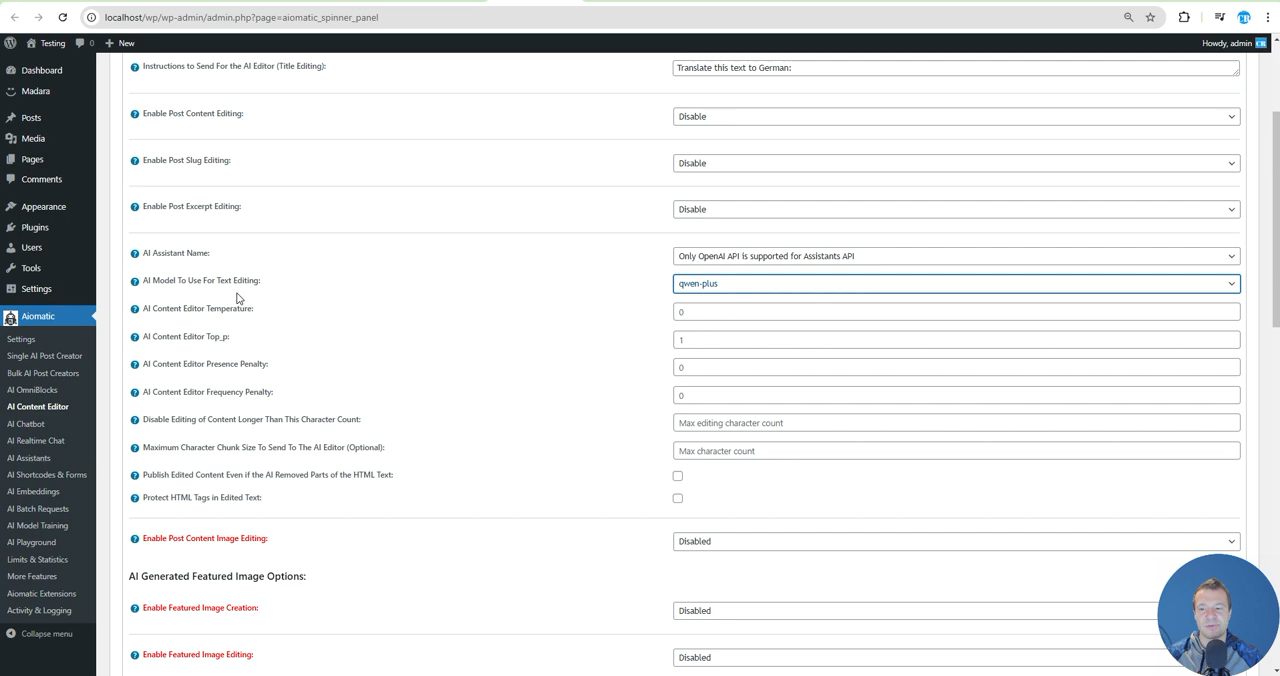 localhost/wp/wp-admin/admin.php?page=aiomatic_spinner_panel
Testing
0
New
Howdy, admin
Dashboard
Madara
Posts
Media
Pages
Comments
Appearance
Plugins
Users
Tools
Settings
Aiomatic
Settings
Single AI Post Creator
Bulk AI Post Creators
AI OmniBlocks
AI Content Editor
AI Chatbot
AI Realtime Chat
AI Assistants
AI Shortcodes & Forms
AI Embeddings
AI Batch Requests
AI Model Training
AI Playground
Limits & Statistics
More Features
Aiomatic Extensions
Activity & Logging
Collapse menu
Instructions to Send For the AI Editor (Title Editing):
Translate this text to German:
Enable Post Content Editing:
Disable
Enable Post Slug Editing:
Disable
Enable Post Excerpt Editing:
Disable
AI Assistant Name:
Only OpenAI API is supported for Assistants API
AI Model To Use For Text Editing:
qwen-plus
AI Content Editor Temperature:
0
AI Content Editor Top_p:
1
AI Content Editor Presence Penalty:
0
AI Content Editor Frequency Penalty:
0
Disable Editing of Content Longer Than This Character Count:
Max editing character count
Maximum Character Chunk Size To Send To The AI Editor (Optional):
Max character count
Publish Edited Content Even if the AI Removed Parts of the HTML Text:
Protect HTML Tags in Edited Text:
Enable Post Content Image Editing:
Disabled
AI Generated Featured Image Options:
Enable Featured Image Creation:
Disabled
Enable Featured Image Editing:
Disabled